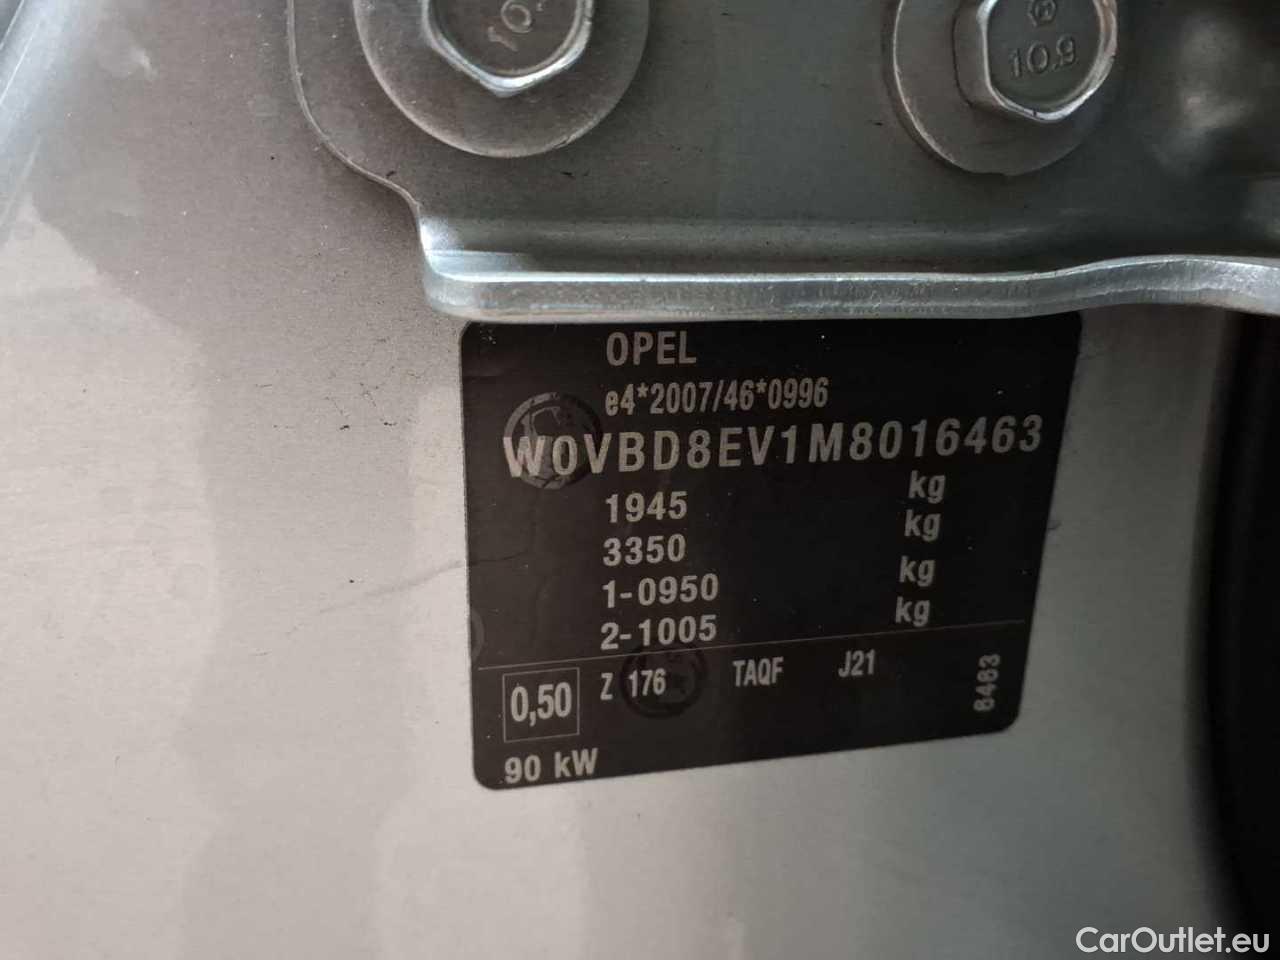 10.9
OPEL
e4*2007/46*0996
W0VBD8EV1M8016463
1945 kg
3350 kg
1-0950 kg
2-1005 kg
0,50 Z 176 TAQF J21
90 kW
CarOutlet.eu